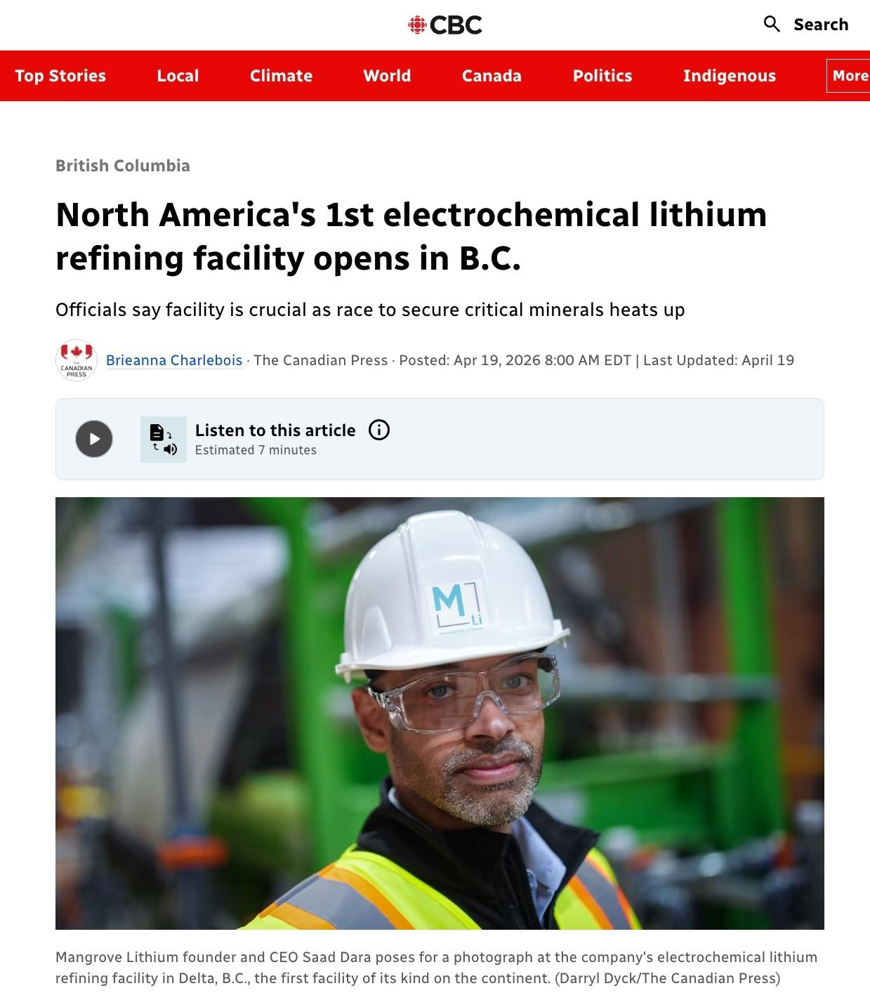 CBC
Search
Top Stories
Local
Climate
World
Canada
Politics
Indigenous
More
British Columbia
North America's 1st electrochemical lithium
refining facility opens in B.C.
Officials say facility is crucial as race to secure critical minerals heats up
THE
CANADIAN
PRESS
Brieanna Charlebois · The Canadian Press · Posted: Apr 19, 2026 8:00 AM EDT | Last Updated: April 19
Listen to this article
Estimated 7 minutes
M
Li
MANGROVE LITHIUM
Mangrove Lithium founder and CEO Saad Dara poses for a photograph at the company's electrochemical lithium
refining facility in Delta, B.C., the first facility of its kind on the continent. (Darryl Dyck/The Canadian Press)